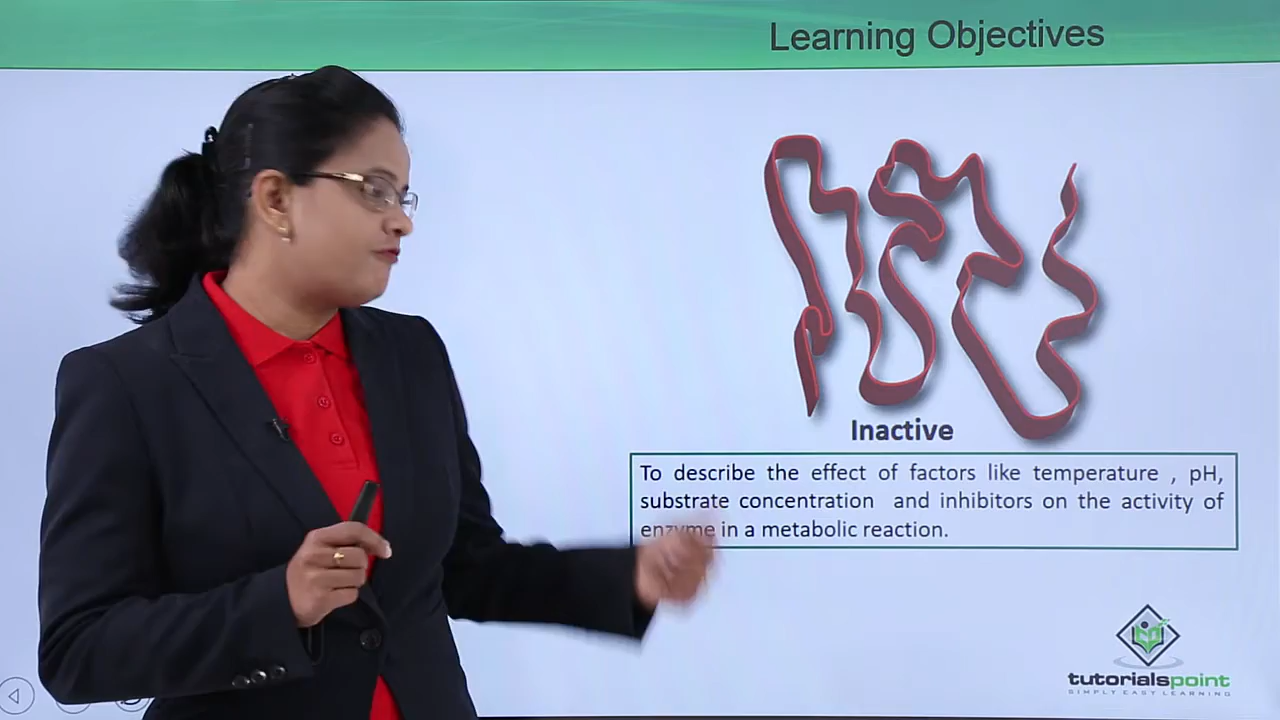 Learning Objectives
Inactive
To describe the effect of factors like temperature , pH,
substrate concentration and inhibitors on the activity of
enzyme in a metabolic reaction.
tutorialspoint
SIMPLY EASY LEARNING